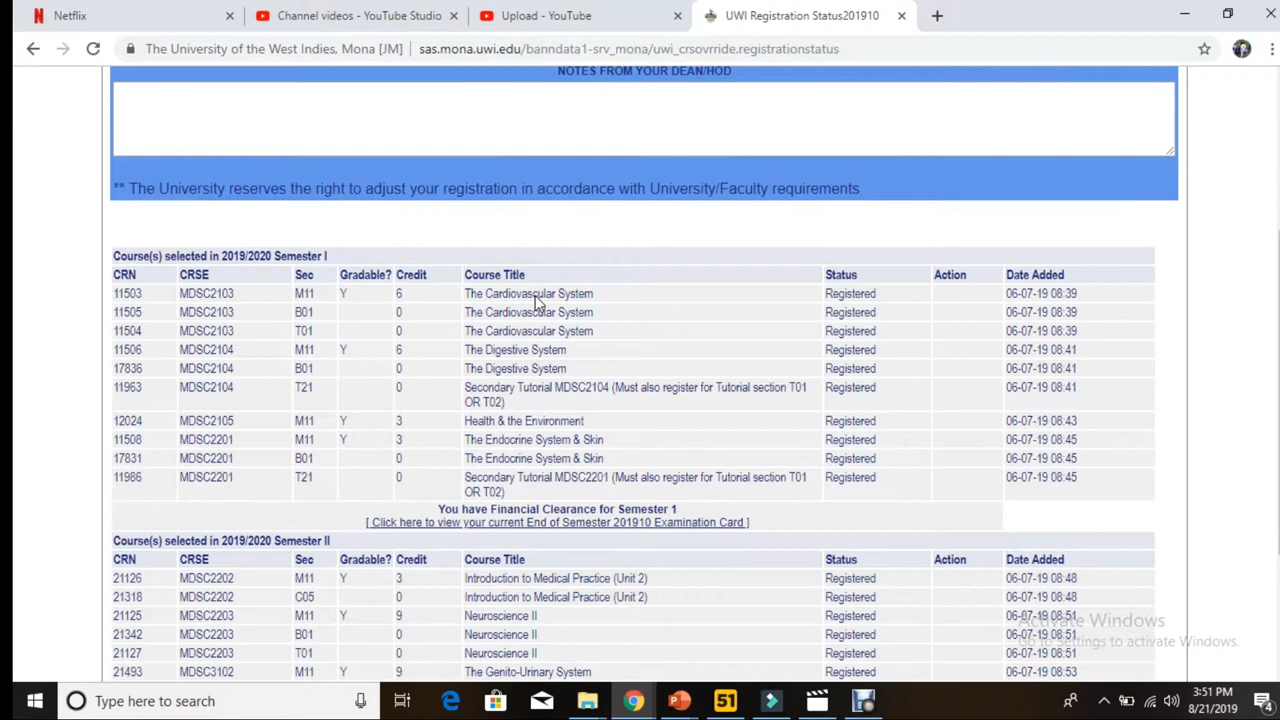 Netflix
Channel videos - YouTube Studio
Upload - YouTube
UWI Registration Status201910
The University of the West Indies, Mona [JM]
sas.mona.uwi.edu/banndata1-srv_mona/uwi_crsovrride.registrationstatus
NOTES FROM YOUR DEAN/HOD
** The University reserves the right to adjust your registration in accordance with University/Faculty requirements
Course(s) selected in 2019/2020 Semester I
CRN CRSE Sec Gradable? Credit Course Title Status Action Date Added
11503 MDSC2103 M11 Y 6 The Cardiovascular System Registered 06-07-19 08:39
11505 MDSC2103 B01 0 The Cardiovascular System Registered 06-07-19 08:39
11504 MDSC2103 T01 0 The Cardiovascular System Registered 06-07-19 08:39
11506 MDSC2104 M11 Y 6 The Digestive System Registered 06-07-19 08:41
17836 MDSC2104 B01 0 The Digestive System Registered 06-07-19 08:41
11963 MDSC2104 T21 0 Secondary Tutorial MDSC2104 (Must also register for Tutorial section T01 Registered 06-07-19 08:41
OR T02)
12024 MDSC2105 M11 Y 3 Health & the Environment Registered 06-07-19 08:43
11508 MDSC2201 M11 Y 3 The Endocrine System & Skin Registered 06-07-19 08:45
17831 MDSC2201 B01 0 The Endocrine System & Skin Registered 06-07-19 08:45
11986 MDSC2201 T21 0 Secondary Tutorial MDSC2201 (Must also register for Tutorial section T01 Registered 06-07-19 08:45
OR T02)
You have Financial Clearance for Semester 1
[ Click here to view your current End of Semester 201910 Examination Card ]
Course(s) selected in 2019/2020 Semester II
CRN CRSE Sec Gradable? Credit Course Title Status Action Date Added
21126 MDSC2202 M11 Y 3 Introduction to Medical Practice (Unit 2) Registered 06-07-19 08:48
21318 MDSC2202 C05 0 Introduction to Medical Practice (Unit 2) Registered 06-07-19 08:48
21125 MDSC2203 M11 Y 9 Neuroscience II Registered 06-07-19 08:51
21342 MDSC2203 B01 0 Neuroscience II Registered 06-07-19 08:51
21127 MDSC2203 T01 0 Neuroscience II Registered 06-07-19 08:51
21493 MDSC3102 M11 Y 9 The Genito-Urinary System Registered 06-07-19 08:53
Activate Windows
Go to Settings to activate Windows.
Type here to search
51
3:51 PM
8/21/2019
4